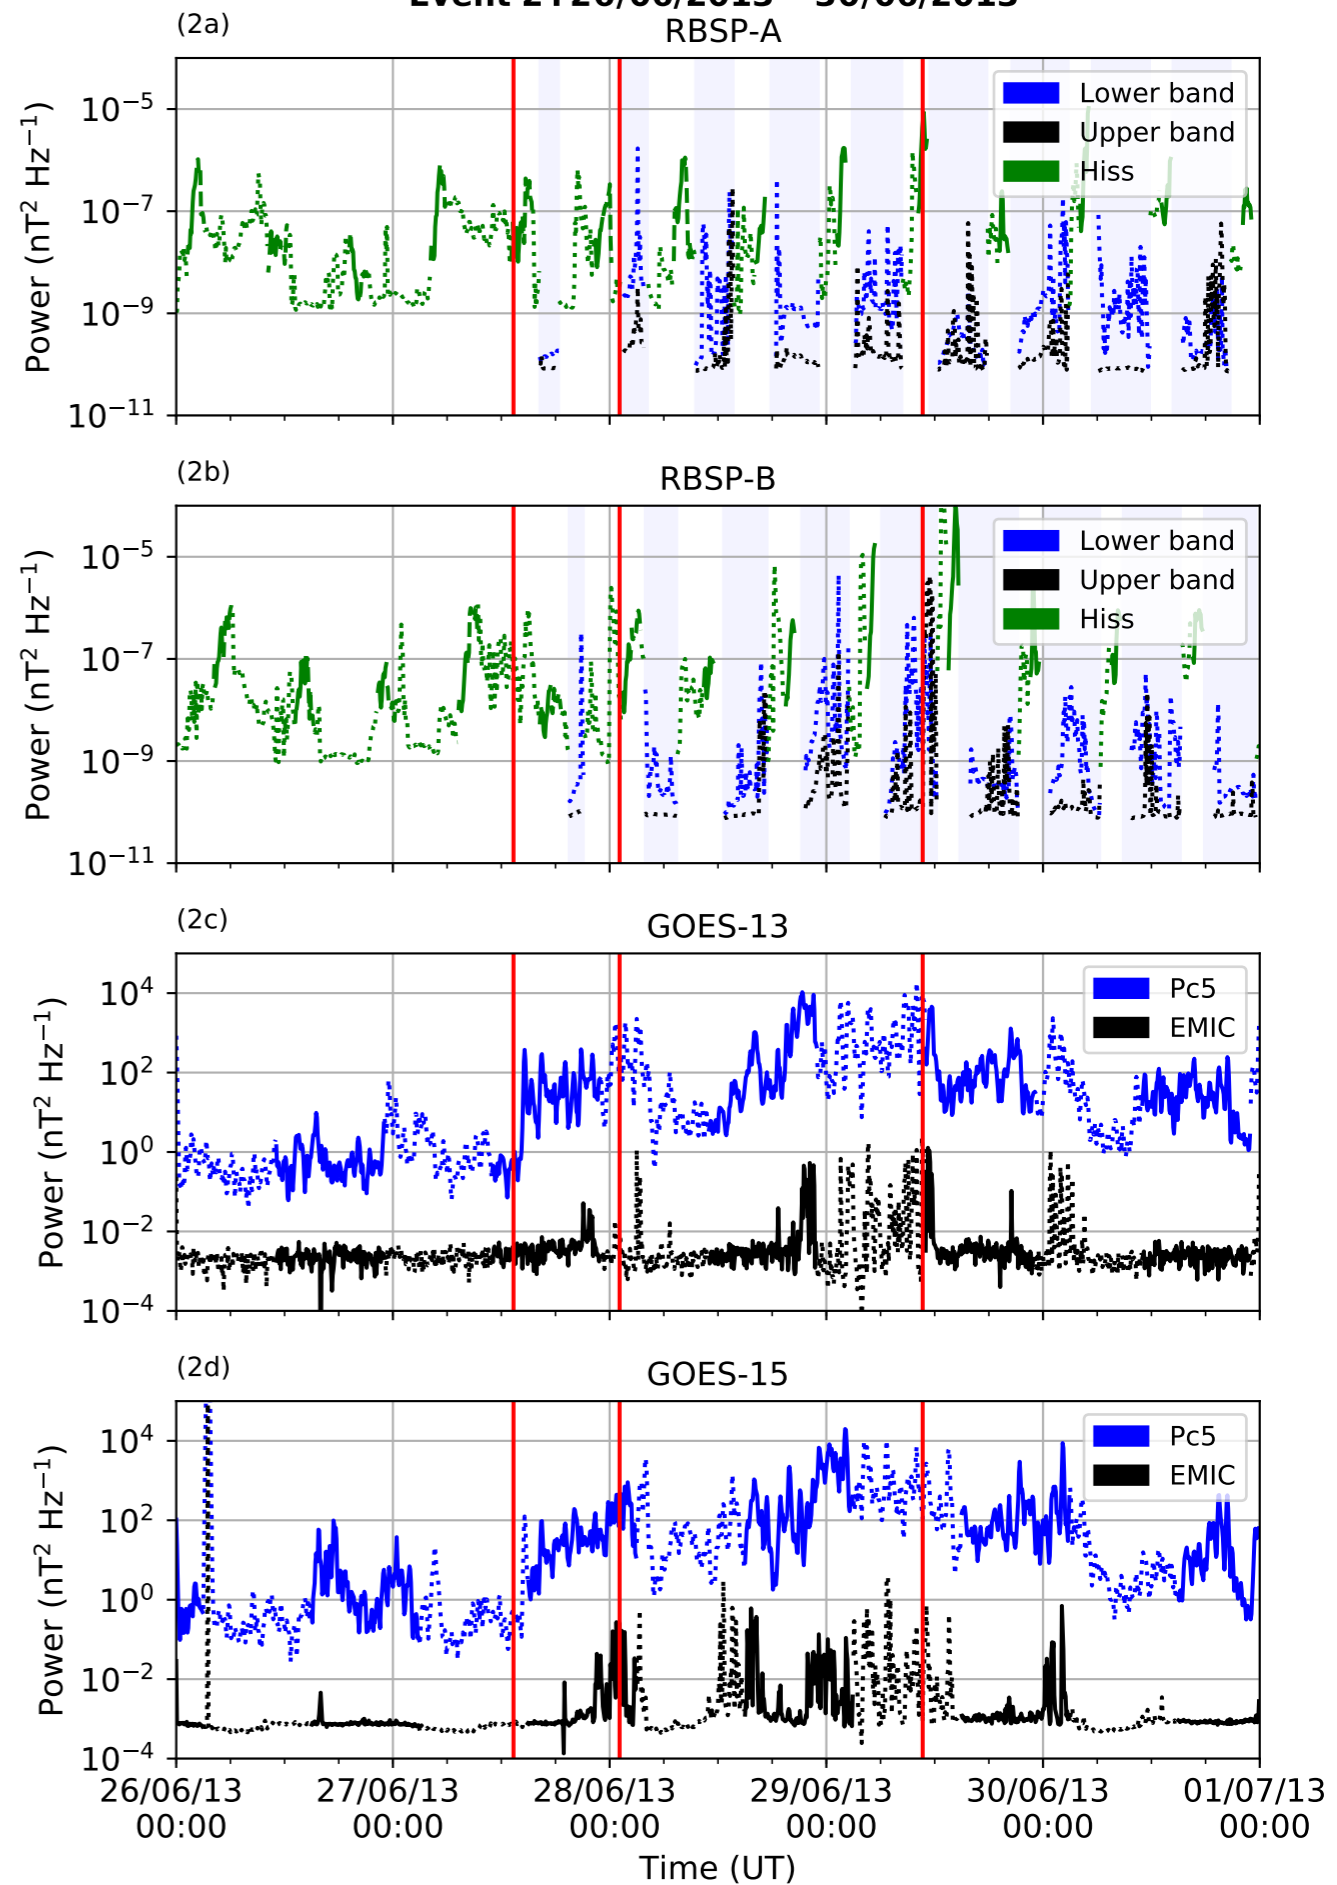 (2a)
RBSP-A
Power (nT² Hz⁻¹)
10⁻⁵
10⁻⁷
10⁻⁹
10⁻¹¹
Lower band
Upper band
Hiss
(2b)
RBSP-B
Power (nT² Hz⁻¹)
10⁻⁵
10⁻⁷
10⁻⁹
10⁻¹¹
Lower band
Upper band
Hiss
(2c)
GOES-13
Power (nT² Hz⁻¹)
10⁴
10²
10⁰
10⁻²
10⁻⁴
Pc5
EMIC
(2d)
GOES-15
Power (nT² Hz⁻¹)
10⁴
10²
10⁰
10⁻²
10⁻⁴
Pc5
EMIC
26/06/13 27/06/13 28/06/13 29/06/13 30/06/13 01/07/13
00:00 00:00 00:00 00:00 00:00 00:00
Time (UT)